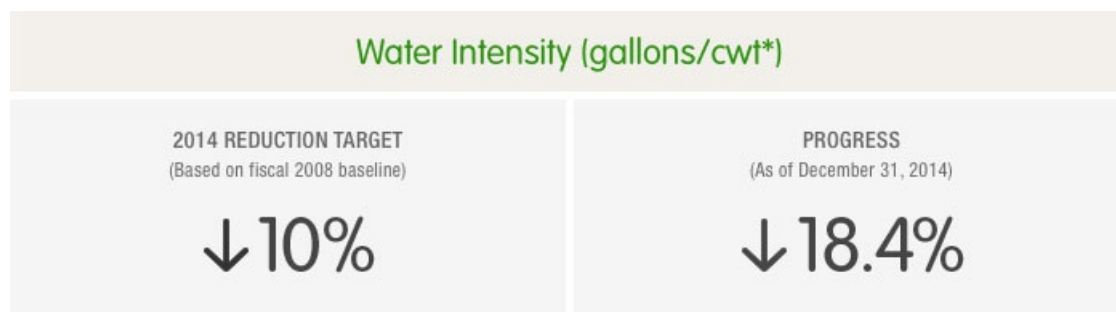 Water Intensity (gallons/cwt*)
2014 REDUCTION TARGET
(Based on fiscal 2008 baseline)
↓10%
PROGRESS
(As of December 31, 2014)
↓18.4%